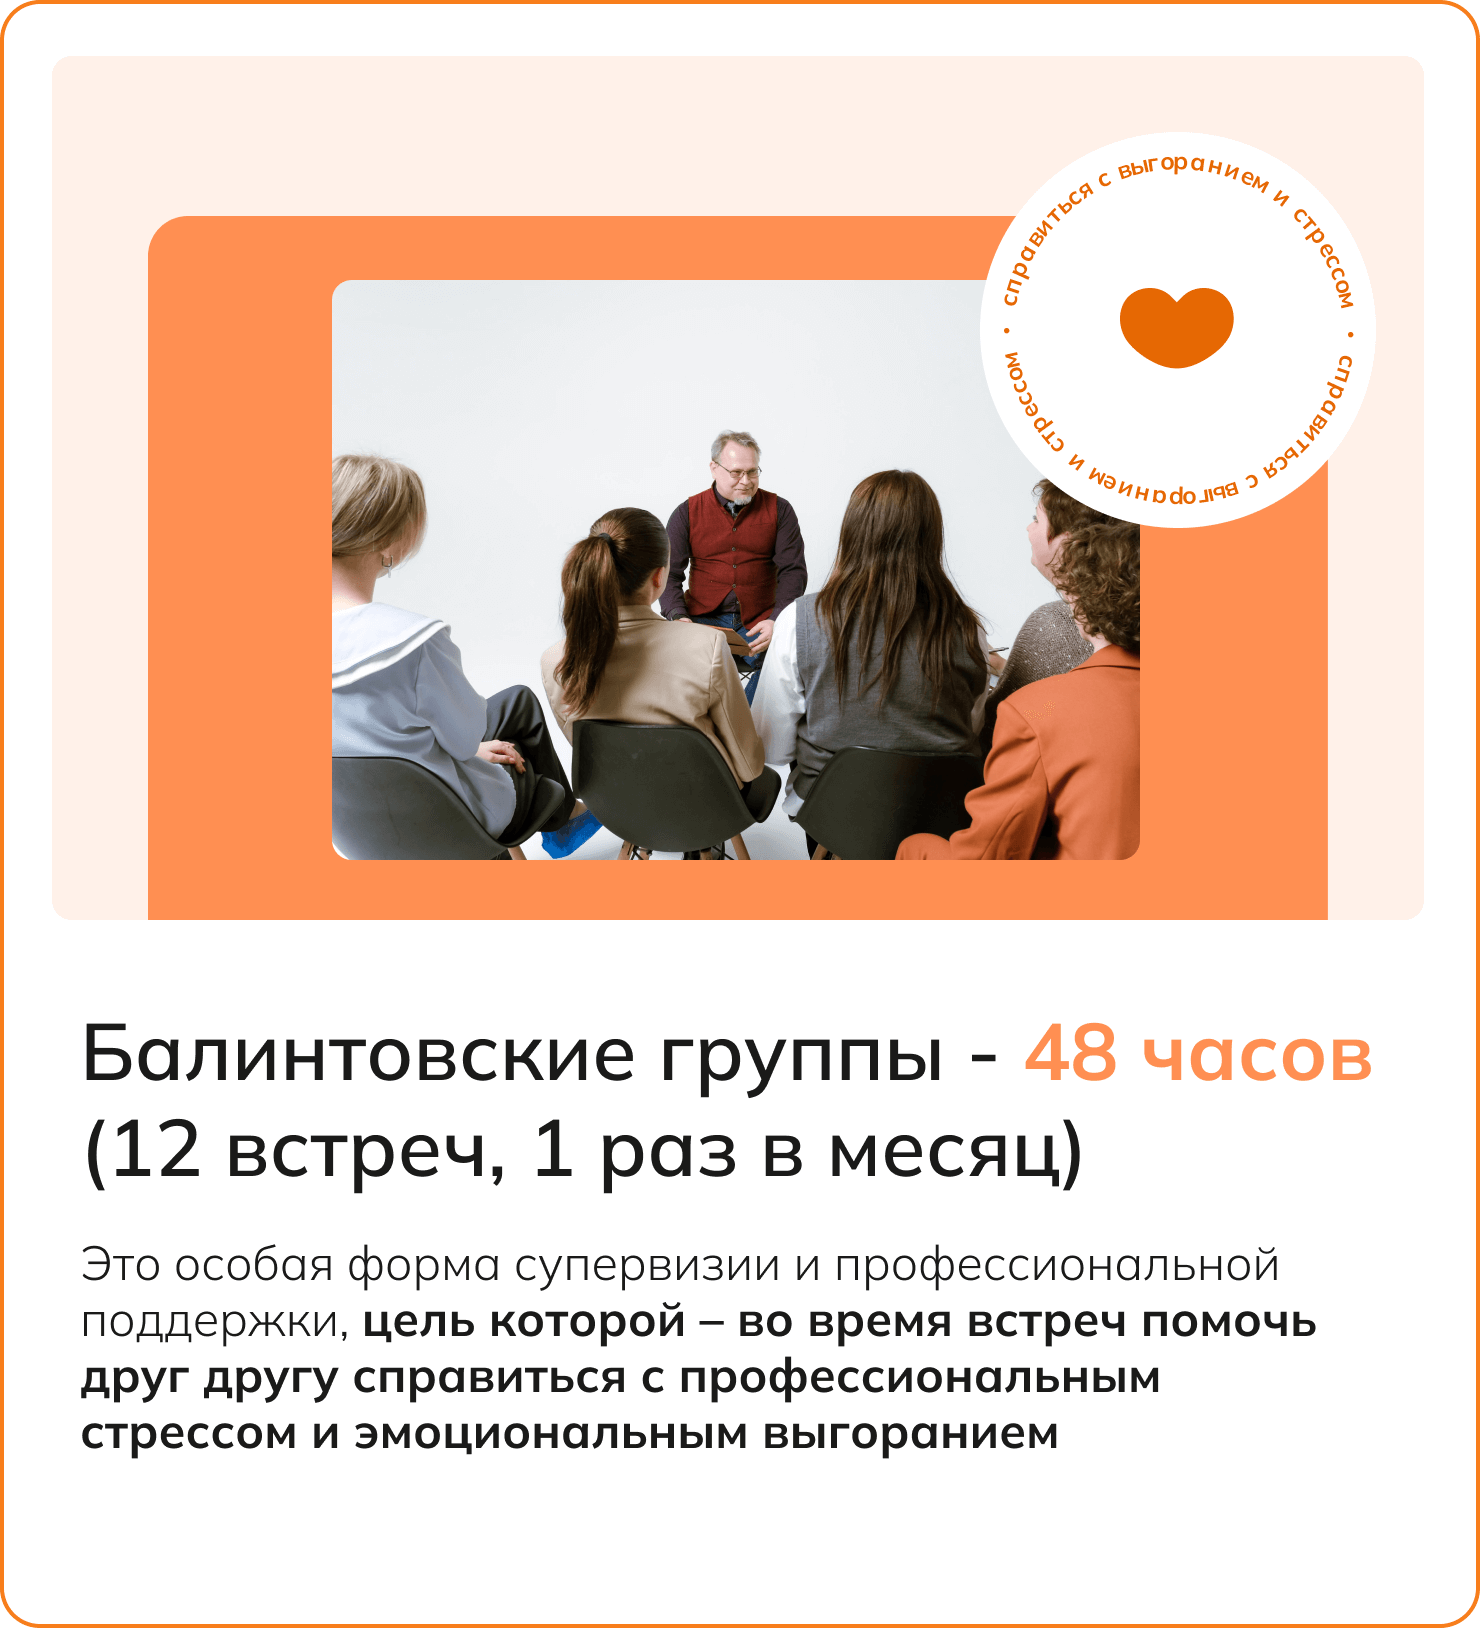 справиться с выгоранием и стрессом • справиться с выгоранием и стрессом •
Балинтовские группы - 48 часов
(12 встреч, 1 раз в месяц)
Это особая форма супервизии и профессиональной
поддержки, цель которой – во время встреч помочь
друг другу справиться с профессиональным
стрессом и эмоциональным выгоранием